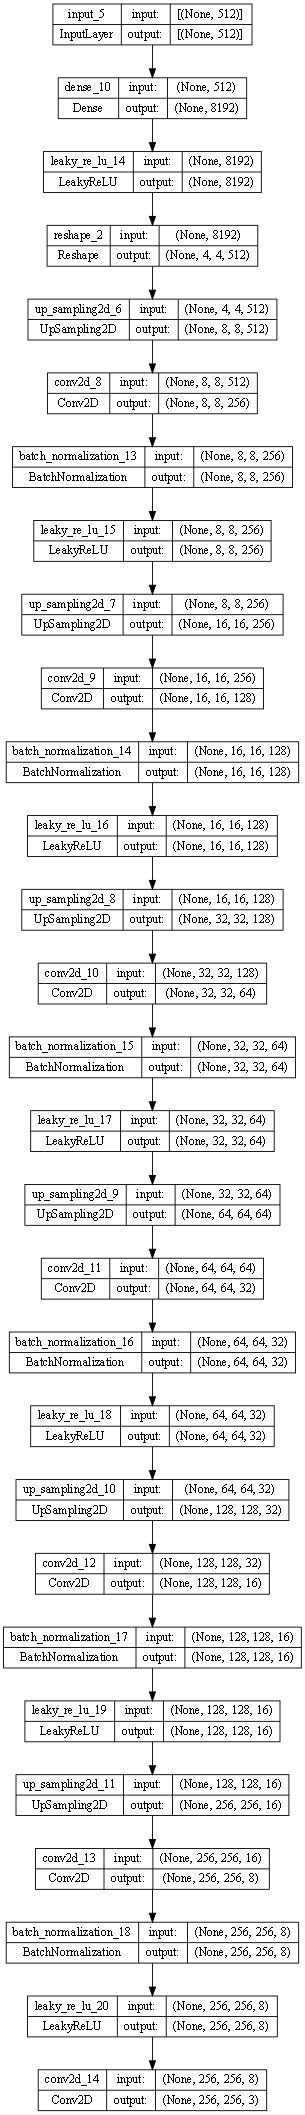 input_5 input: [(None, 512)]
InputLayer output: [(None, 512)]
dense_10 input: (None, 512)
Dense output: (None, 8192)
leaky_re_lu_14 input: (None, 8192)
LeakyReLU output: (None, 8192)
reshape_2 input: (None, 8192)
Reshape output: (None, 4, 4, 512)
up_sampling2d_6 input: (None, 4, 4, 512)
UpSampling2D output: (None, 8, 8, 512)
conv2d_8 input: (None, 8, 8, 512)
Conv2D output: (None, 8, 8, 256)
batch_normalization_13 input: (None, 8, 8, 256)
BatchNormalization output: (None, 8, 8, 256)
leaky_re_lu_15 input: (None, 8, 8, 256)
LeakyReLU output: (None, 8, 8, 256)
up_sampling2d_7 input: (None, 8, 8, 256)
UpSampling2D output: (None, 16, 16, 256)
conv2d_9 input: (None, 16, 16, 256)
Conv2D output: (None, 16, 16, 128)
batch_normalization_14 input: (None, 16, 16, 128)
BatchNormalization output: (None, 16, 16, 128)
leaky_re_lu_16 input: (None, 16, 16, 128)
LeakyReLU output: (None, 16, 16, 128)
up_sampling2d_8 input: (None, 16, 16, 128)
UpSampling2D output: (None, 32, 32, 128)
conv2d_10 input: (None, 32, 32, 128)
Conv2D output: (None, 32, 32, 64)
batch_normalization_15 input: (None, 32, 32, 64)
BatchNormalization output: (None, 32, 32, 64)
leaky_re_lu_17 input: (None, 32, 32, 64)
LeakyReLU output: (None, 32, 32, 64)
up_sampling2d_9 input: (None, 32, 32, 64)
UpSampling2D output: (None, 64, 64, 64)
conv2d_11 input: (None, 64, 64, 64)
Conv2D output: (None, 64, 64, 32)
batch_normalization_16 input: (None, 64, 64, 32)
BatchNormalization output: (None, 64, 64, 32)
leaky_re_lu_18 input: (None, 64, 64, 32)
LeakyReLU output: (None, 64, 64, 32)
up_sampling2d_10 input: (None, 64, 64, 32)
UpSampling2D output: (None, 128, 128, 32)
conv2d_12 input: (None, 128, 128, 32)
Conv2D output: (None, 128, 128, 16)
batch_normalization_17 input: (None, 128, 128, 16)
BatchNormalization output: (None, 128, 128, 16)
leaky_re_lu_19 input: (None, 128, 128, 16)
LeakyReLU output: (None, 128, 128, 16)
up_sampling2d_11 input: (None, 128, 128, 16)
UpSampling2D output: (None, 256, 256, 16)
conv2d_13 input: (None, 256, 256, 16)
Conv2D output: (None, 256, 256, 8)
batch_normalization_18 input: (None, 256, 256, 8)
BatchNormalization output: (None, 256, 256, 8)
leaky_re_lu_20 input: (None, 256, 256, 8)
LeakyReLU output: (None, 256, 256, 8)
conv2d_14 input: (None, 256, 256, 8)
Conv2D output: (None, 256, 256, 3)